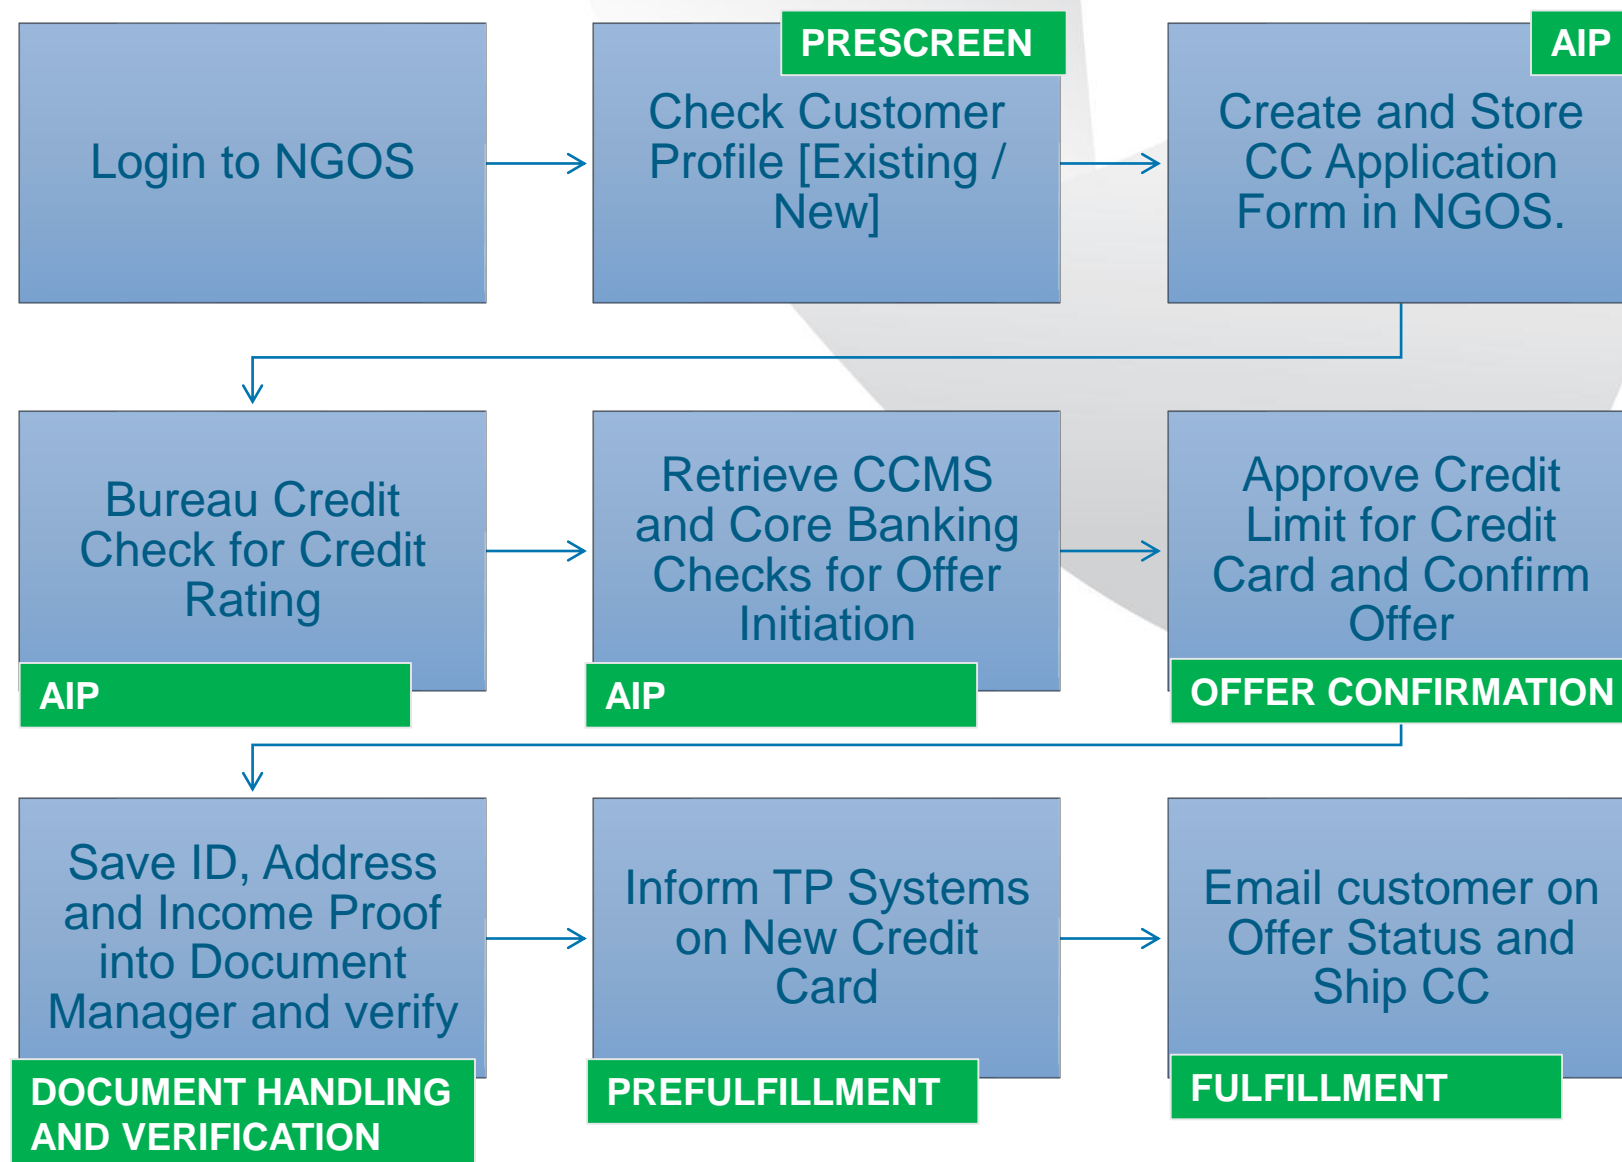 Login to NGOS
PRESCREEN
Check Customer
Profile [Existing /
New]
AIP
Create and Store
CC Application
Form in NGOS.
Bureau Credit
Check for Credit
Rating
AIP
Retrieve CCMS
and Core Banking
Checks for Offer
Initiation
AIP
Approve Credit
Limit for Credit
Card and Confirm
Offer
OFFER CONFIRMATION
Save ID, Address
and Income Proof
into Document
Manager and verify
DOCUMENT HANDLING
AND VERIFICATION
Inform TP Systems
on New Credit
Card
PREFULFILLMENT
Email customer on
Offer Status and
Ship CC
FULFILLMENT